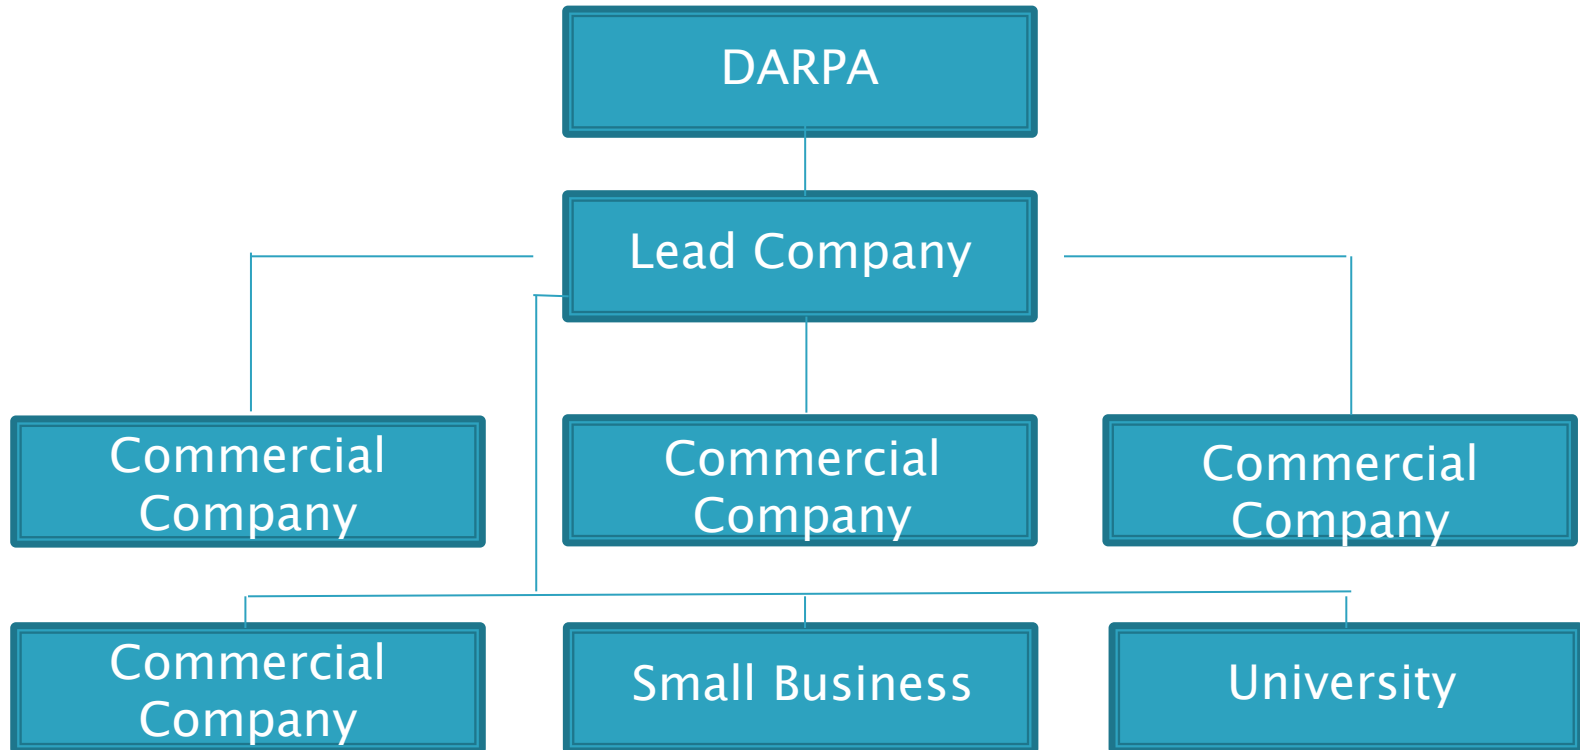 DARPA
Lead Company
Commercial
Company
Commercial
Company
Commercial
Company
Commercial
Company
Small Business
University